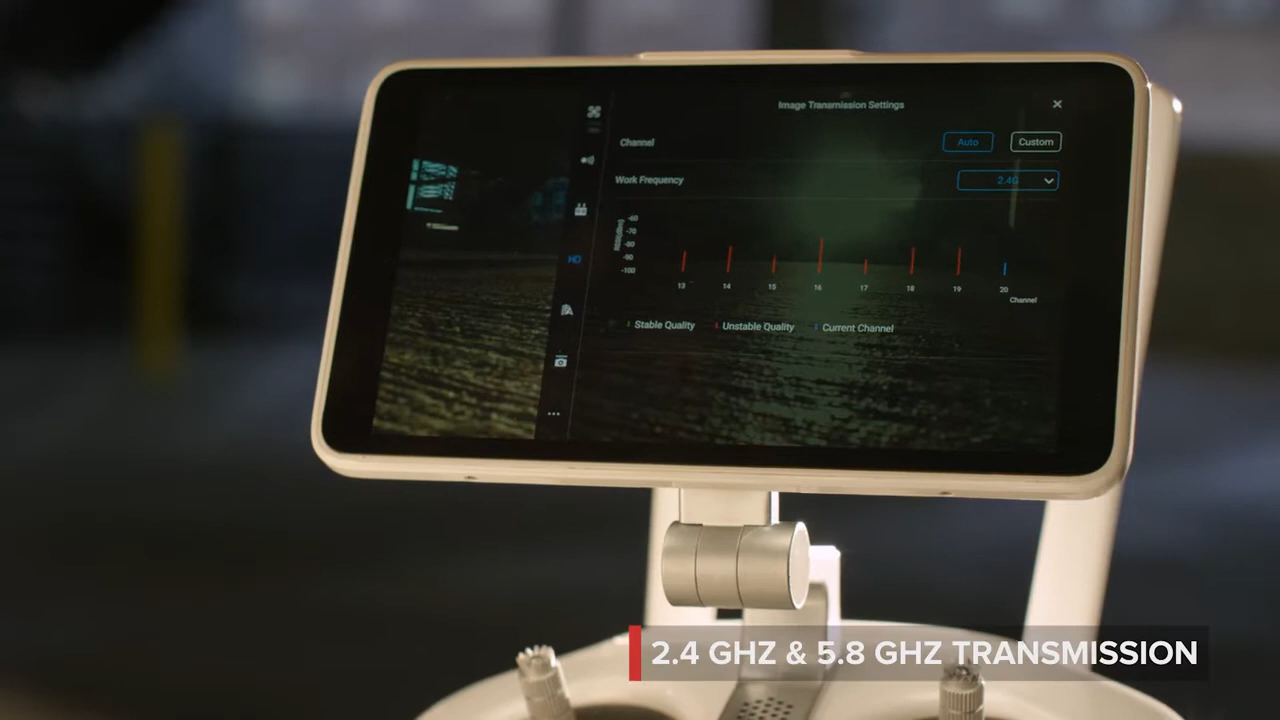 Image Transmission Settings
Channel
Auto
Custom
Work Frequency
2.4G
-60
-70
-80
-90
-100
13
14
15
16
17
18
19
20
Channel
HD
Stable Quality
Unstable Quality
Current Channel
2.4 GHZ & 5.8 GHZ TRANSMISSION